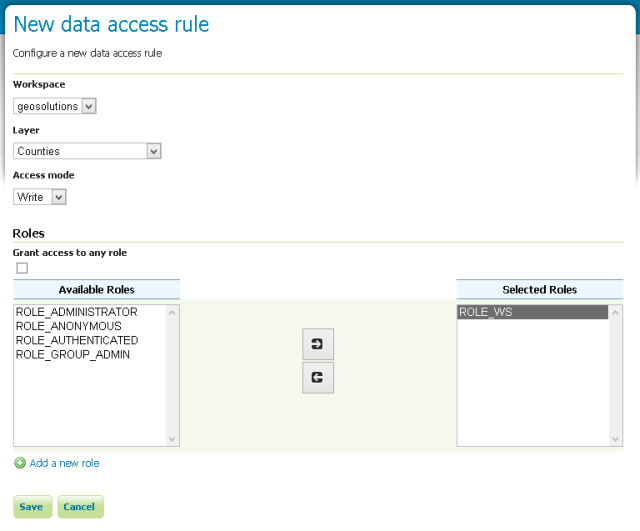 New data access rule
Configure a new data access rule
Workspace
geosolutions
Layer
Counties
Access mode
Write
Roles
Grant access to any role
Available Roles
Selected Roles
ROLE_ADMINISTRATOR
ROLE_ANONYMOUS
ROLE_AUTHENTICATED
ROLE_GROUP_ADMIN
ROLE_WS
Add a new role
Save
Cancel